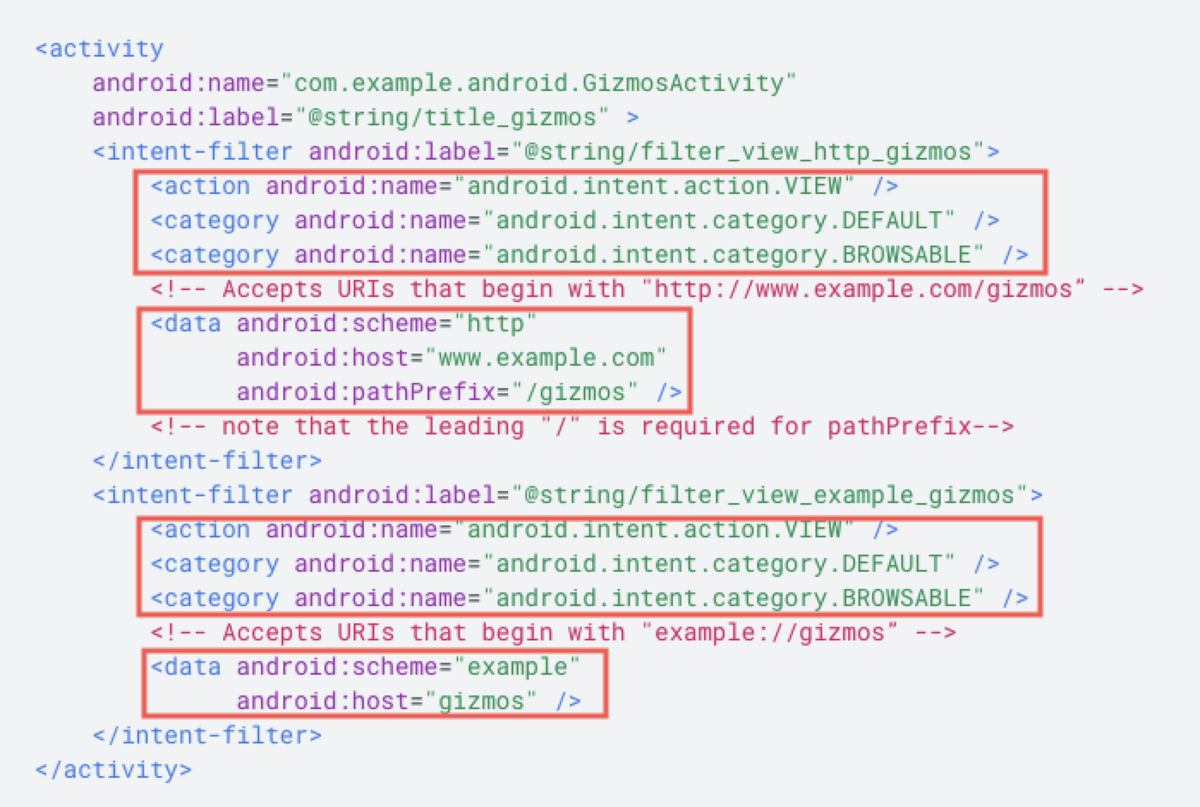 <activity
android:name="com.example.android.GizmosActivity"
android:label="@string/title_gizmos" >
<intent-filter android:label="@string/filter_view_http_gizmos">
<action android:name="android.intent.action.VIEW" />
<category android:name="android.intent.category.DEFAULT" />
<category android:name="android.intent.category.BROWSABLE" />
<!-- Accepts URIs that begin with "http://www.example.com/gizmos” -->
<data android:scheme="http"
android:host="www.example.com"
android:pathPrefix="/gizmos" />
<!-- note that the leading "/" is required for pathPrefix-->
</intent-filter>
<intent-filter android:label="@string/filter_view_example_gizmos">
<action android:name="android.intent.action.VIEW" />
<category android:name="android.intent.category.DEFAULT" />
<category android:name="android.intent.category.BROWSABLE" />
<!-- Accepts URIs that begin with "example://gizmos” -->
<data android:scheme="example"
android:host="gizmos" />
</intent-filter>
</activity>